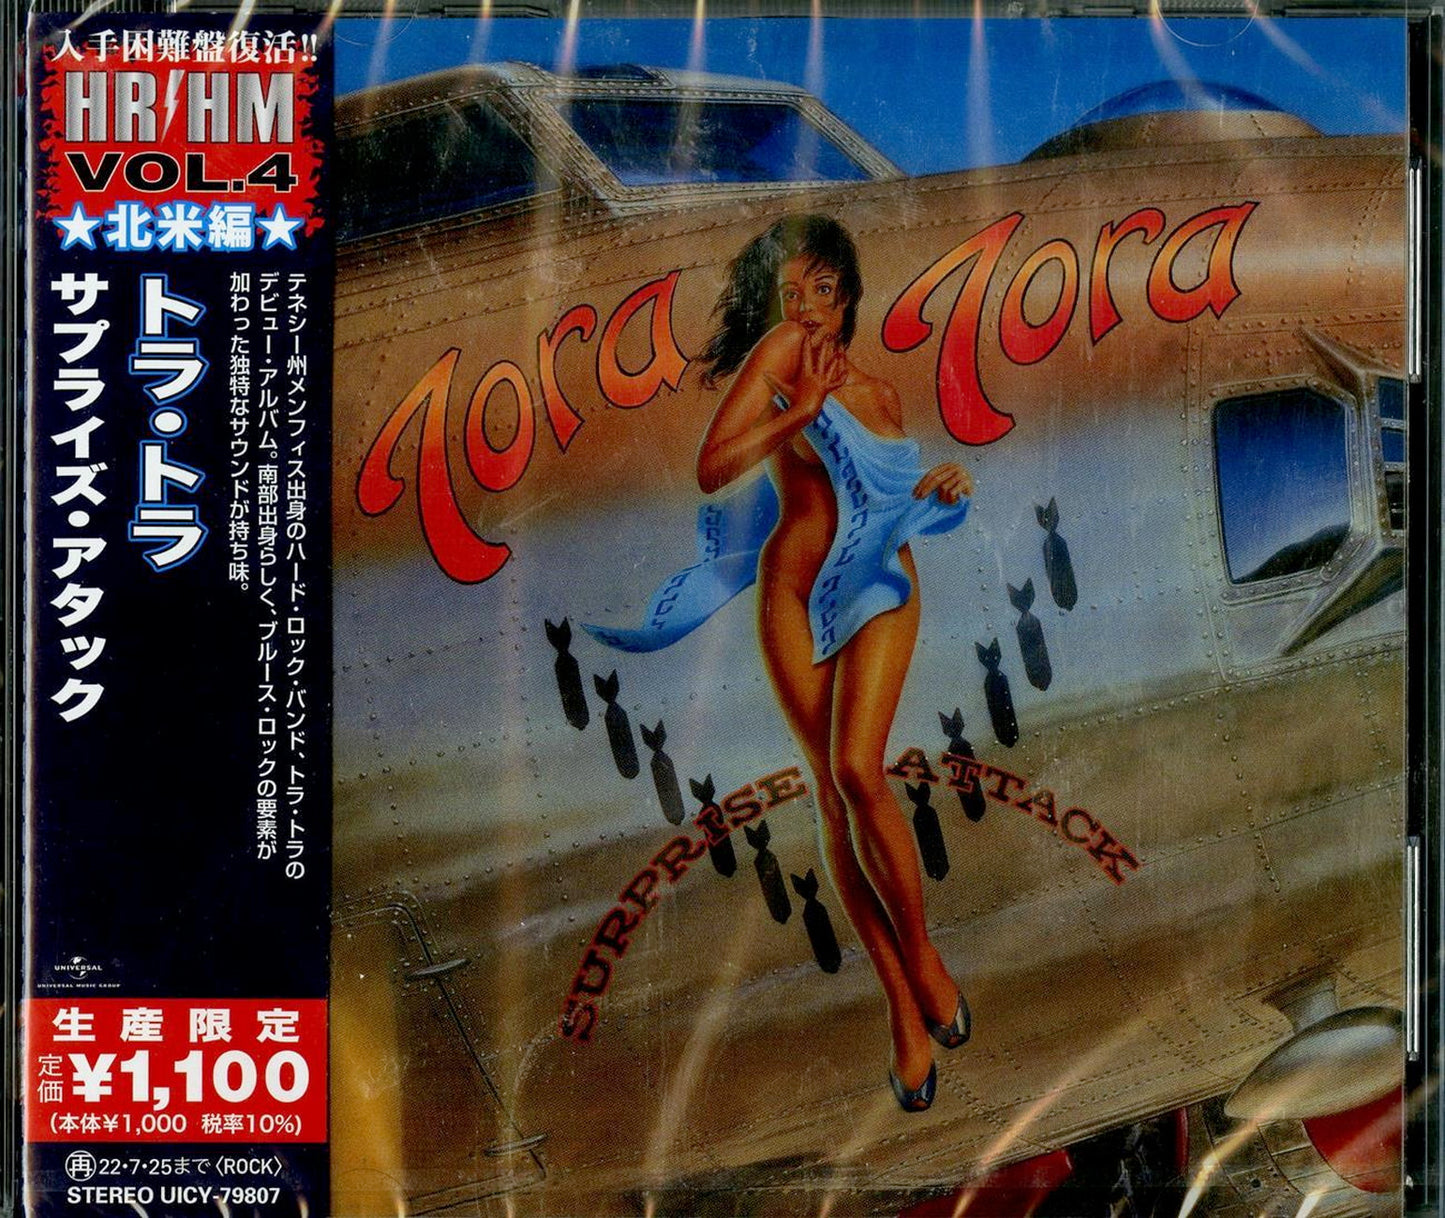 入手困難盤復活!!
HR/HM
VOL.4
★北米編★
テネシー州メンフィス出身のハード・ロック・バンド、トラ・トラの
デビュー・アルバム。南部出身らしく、ブルース・ロックの要素が
加わった独特なサウンドが持ち味。
トラ・トラ
サプライズ・アタック
UNIVERSAL
UNIVERSAL MUSIC GROUP
生産限定
定価 ¥1,100
(本体¥1,000 税率10%)
再 22・7・25まで〈ROCK〉
STEREO UICY-79807
Tora Tora
SURPRISE ATTACK